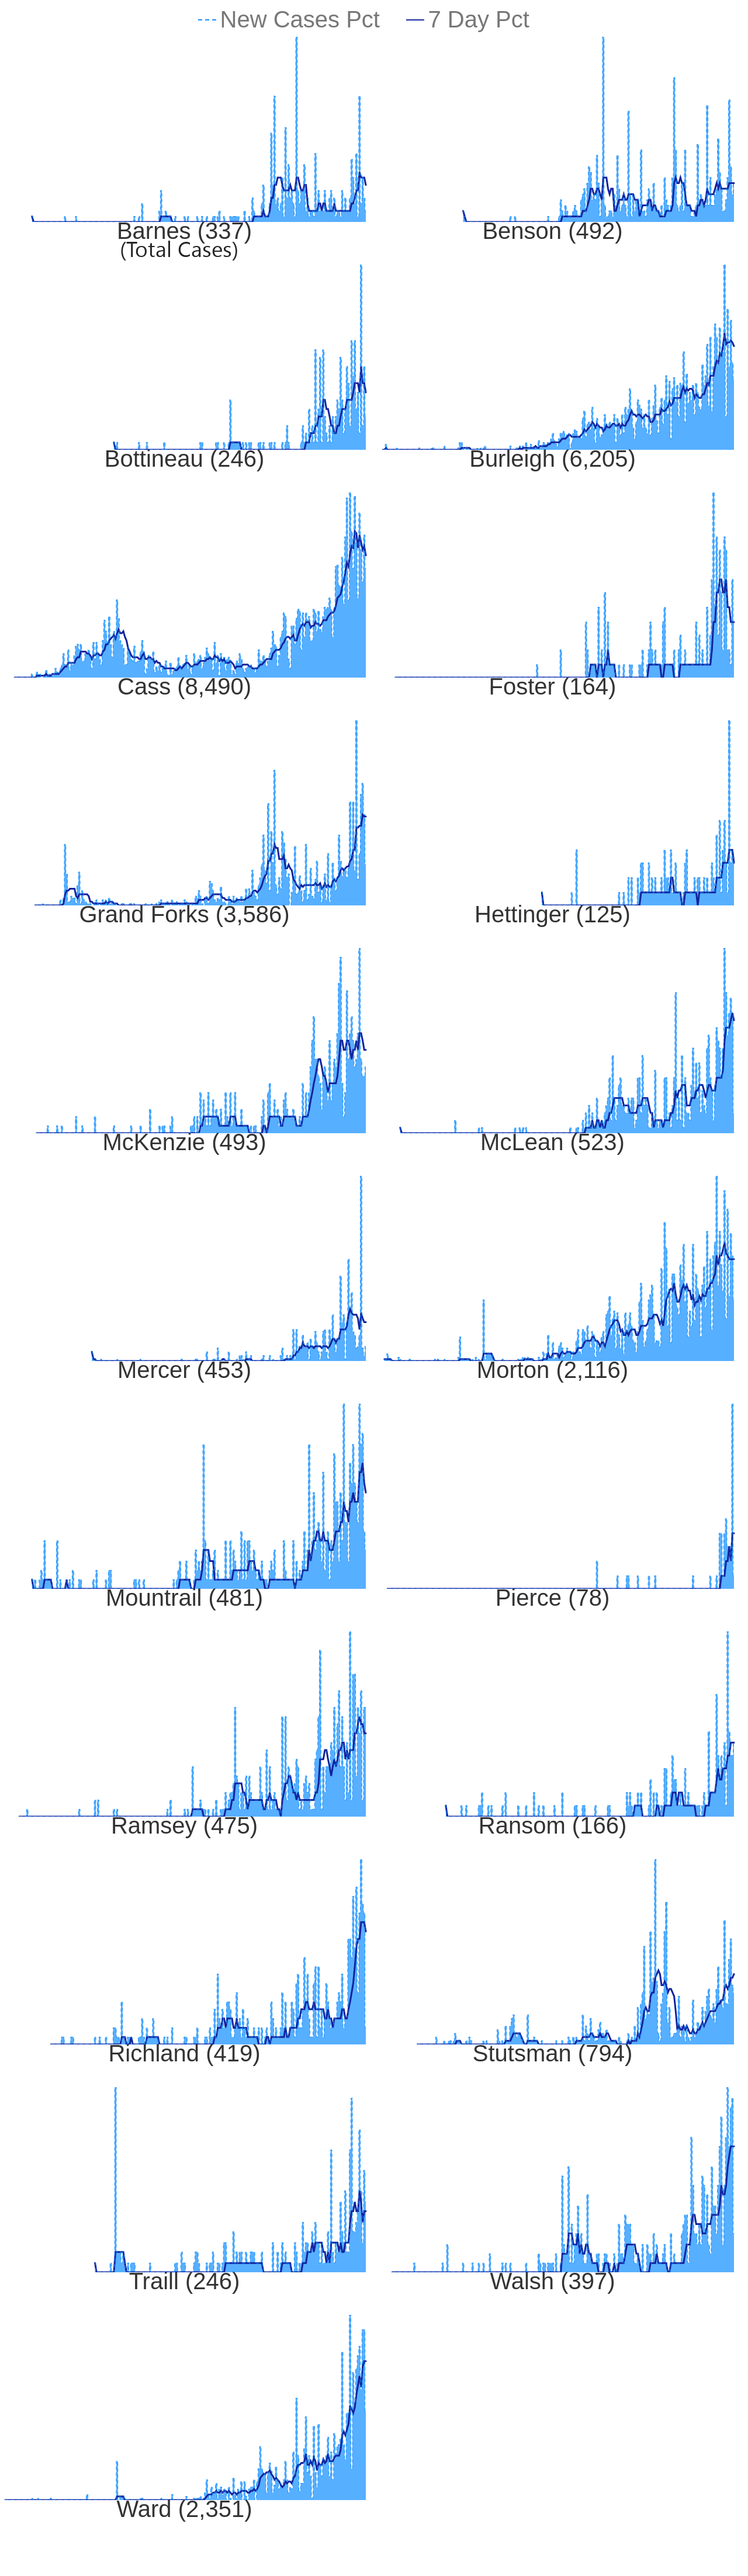 New Cases Pct 7 Day Pct
Barnes (337) Benson (492)
(Total Cases)
Bottineau (246) Burleigh (6,205)
Cass (8,490) Foster (164)
Grand Forks (3,586) Hettinger (125)
McKenzie (493) McLean (523)
Mercer (453) Morton (2,116)
Mountrail (481) Pierce (78)
Ramsey (475) Ransom (166)
Richland (419) Stutsman (794)
Traill (246) Walsh (397)
Ward (2,351)